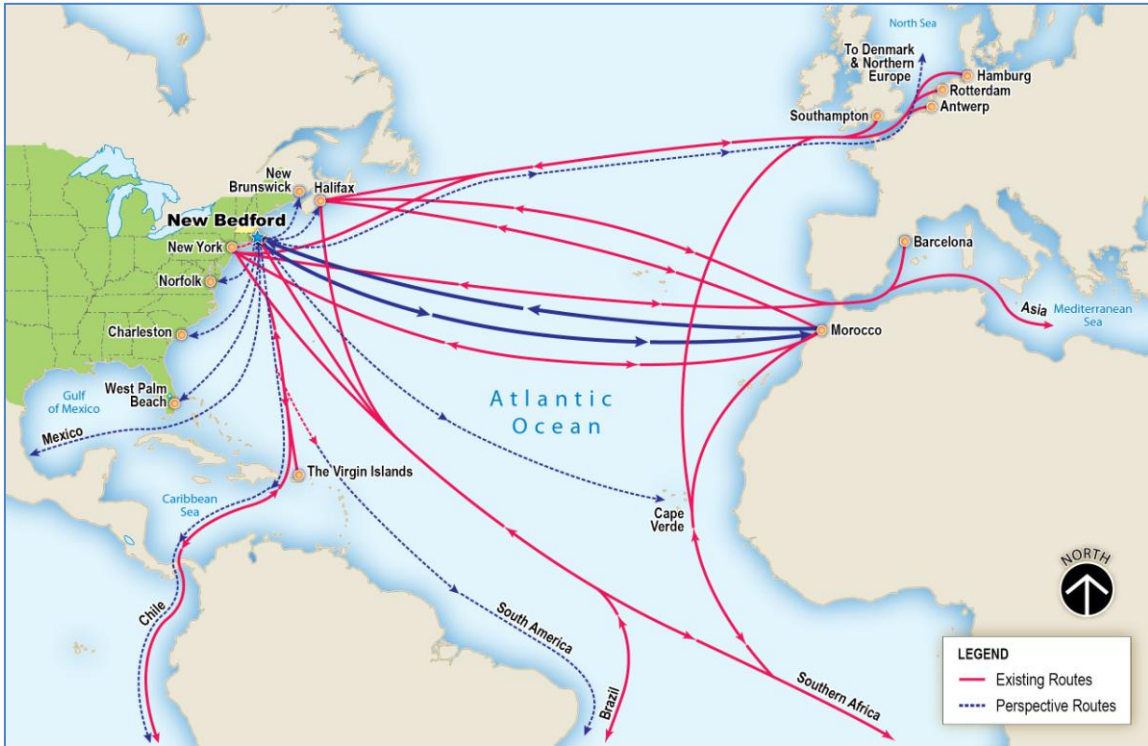 North Sea
To Denmark
& Northern
Europe
Hamburg
Rotterdam
Antwerp
Southampton
New
Brunswick
Halifax
New Bedford
New York
Barcelona
Norfolk
Asia
Mediterranean
Sea
Charleston
Morocco
West Palm
Beach
Gulf
of Mexico
Atlantic
Ocean
Mexico
The Virgin Islands
Caribbean
Sea
Cape
Verde
NORTH
Chile
South America
Brazil
Southern Africa
LEGEND
Existing Routes
Perspective Routes